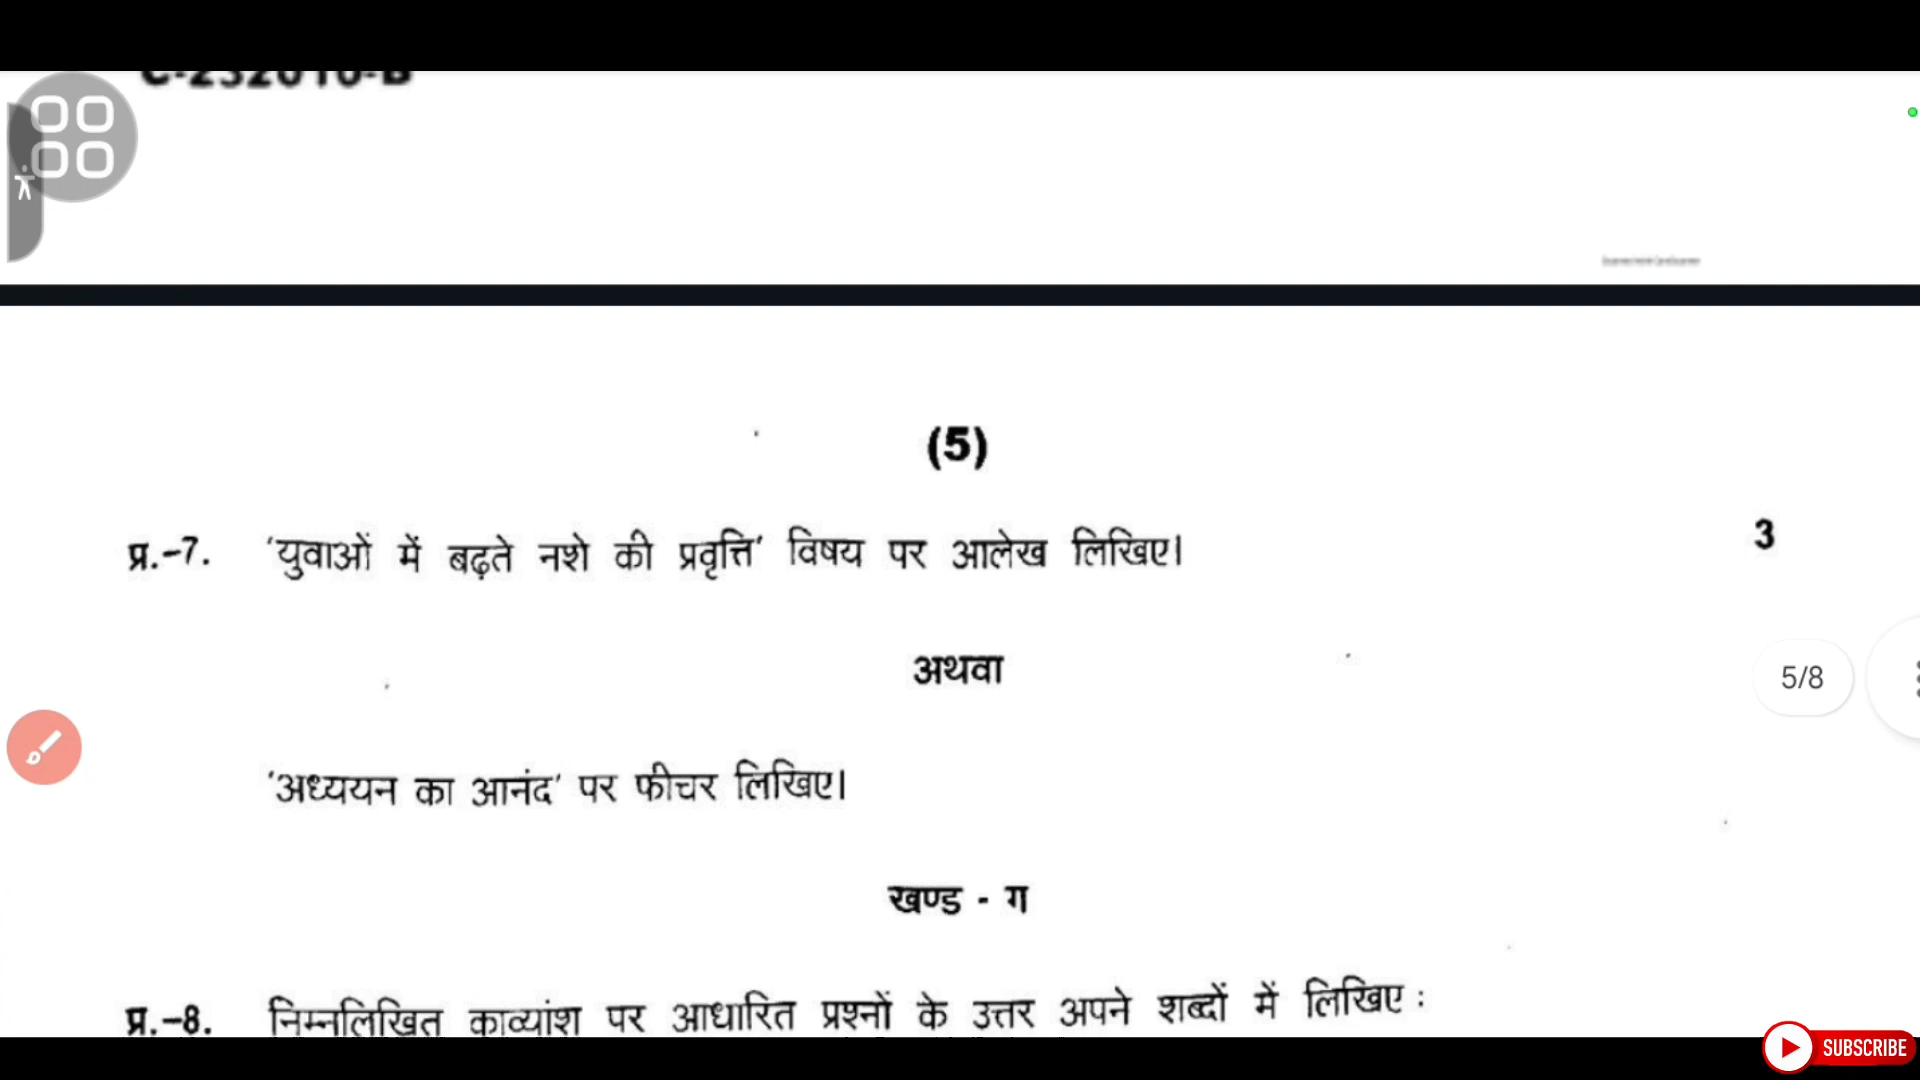 C-232010-B
(5)
प्र.-7. 'युवाओं में बढ़ते नशे की प्रवृत्ति' विषय पर आलेख लिखिए। 3
अथवा
5/8
'अध्ययन का आनंद' पर फीचर लिखिए।
खण्ड - ग
प्र.-8. निम्नलिखित काव्यांश पर आधारित प्रश्नों के उत्तर अपने शब्दों में लिखिए :
SUBSCRIBE